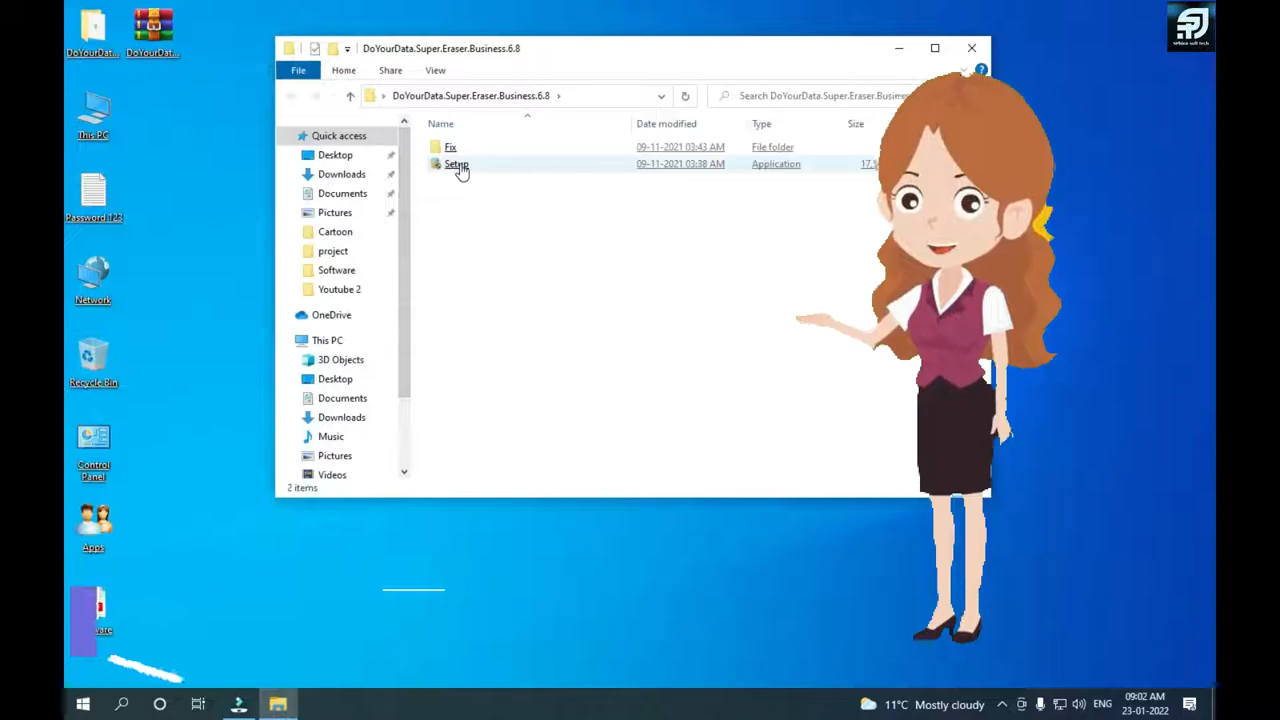 DoYourDat...
DoYourDat...
This PC
Password 123
Network
Recycle Bin
Control
Panel
Apps
ware
DoYourData.Super.Eraser.Business.6.8
File
Home
Share
View
DoYourData.Super.Eraser.Business.6.8
Search DoYourData.Super.Eraser.Business
Name
Date modified
Type
Size
Fix
09-11-2021 03:43 AM
File folder
Setup
09-11-2021 03:38 AM
Application
Quick access
Desktop
Downloads
Documents
Pictures
Cartoon
project
Software
Youtube 2
OneDrive
This PC
3D Objects
Desktop
Documents
Downloads
Music
Pictures
Videos
2 items
11°C Mostly cloudy
ENG
09:02 AM
23-01-2022